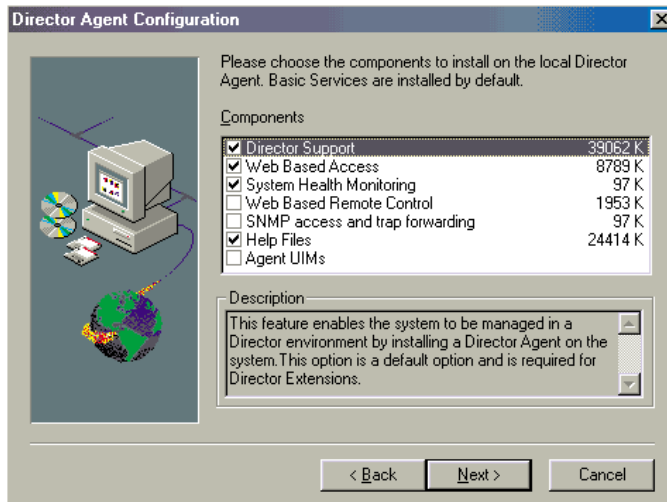 Director Agent Configuration
Please choose the components to install on the local Director
Agent. Basic Services are installed by default.
Components
Director Support 39062 K
Web Based Access 8789 K
System Health Monitoring 97 K
Web Based Remote Control 1953 K
SNMP access and trap forwarding 97 K
Help Files 24414 K
Agent UIMs
Description
This feature enables the system to be managed in a
Director environment by installing a Director Agent on the
system.This option is a default option and is required for
Director Extensions.
< Back Next > Cancel